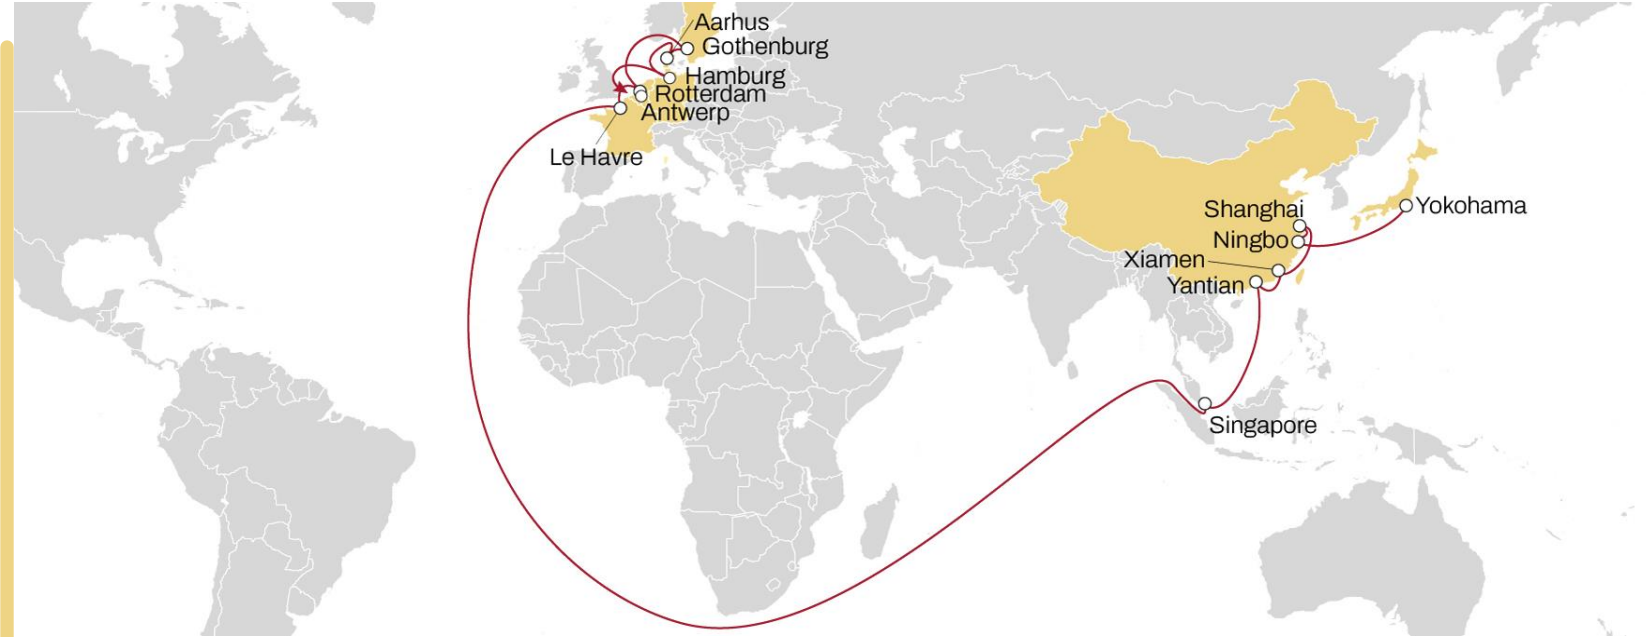 Aarhus
Gothenburg
Hamburg
Rotterdam
Antwerp
Le Havre
Shanghai
Yokohama
Ningbo
Xiamen
Yantian
Singapore